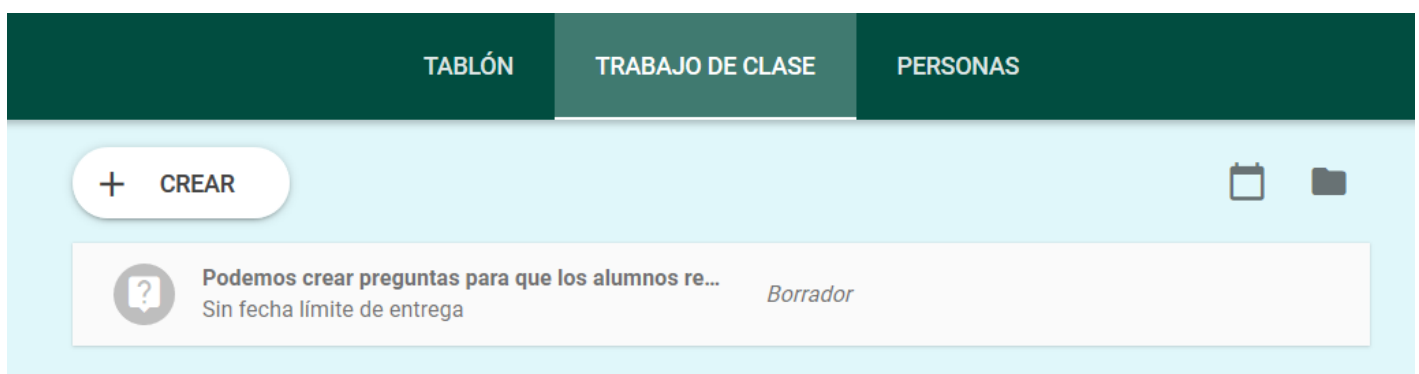 TABLÓN TRABAJO DE CLASE PERSONAS
+ CREAR
Podemos crear preguntas para que los alumnos re...
Borrador
Sin fecha límite de entrega